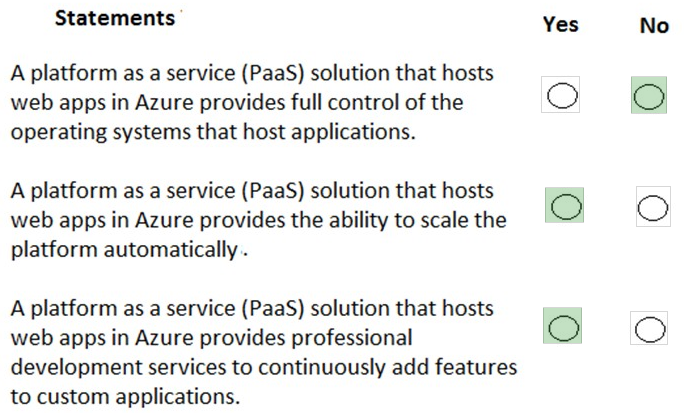 Statements Yes No
A platform as a service (PaaS) solution that hosts
web apps in Azure provides full control of the
operating systems that host applications.
A platform as a service (PaaS) solution that hosts
web apps in Azure provides the ability to scale the
platform automatically.
A platform as a service (PaaS) solution that hosts
web apps in Azure provides professional
development services to continuously add features
to custom applications.